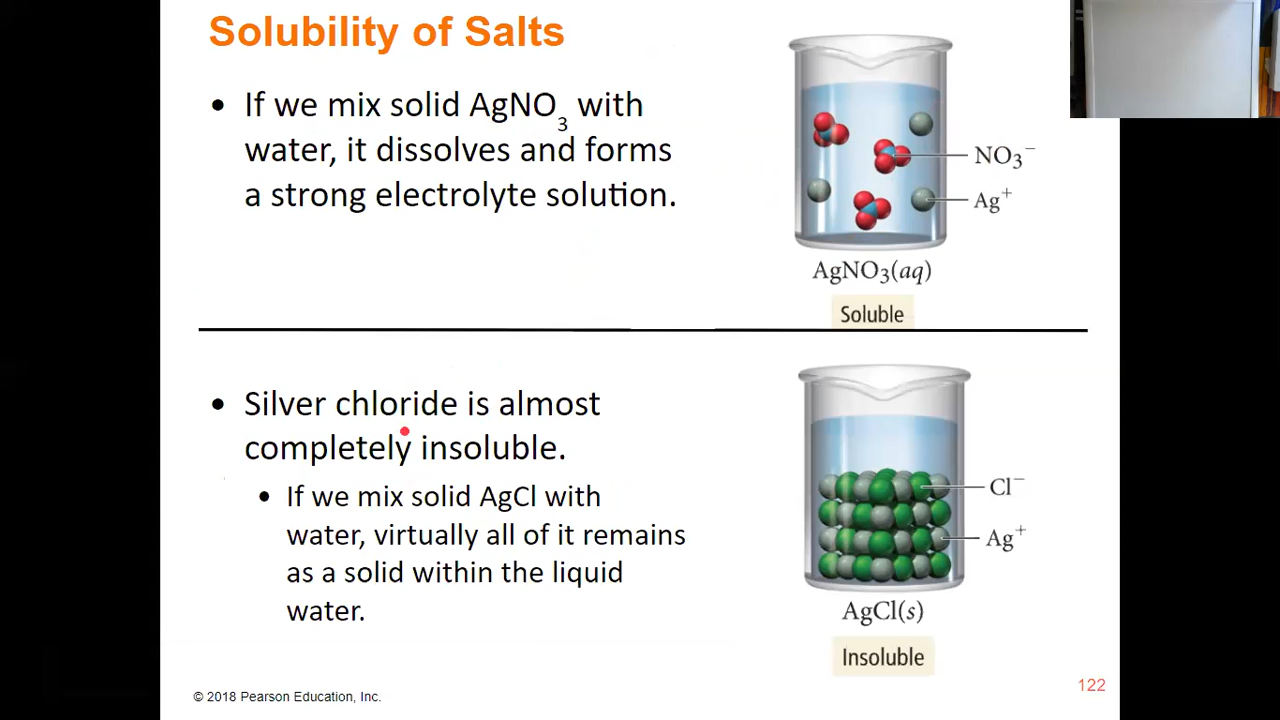 Solubility of Salts
• If we mix solid AgNO₃ with
water, it dissolves and forms
a strong electrolyte solution.
NO₃⁻
Ag⁺
AgNO₃(aq)
Soluble
• Silver chloride is almost
completely insoluble.
• If we mix solid AgCl with
water, virtually all of it remains
as a solid within the liquid
water.
Cl⁻
Ag⁺
AgCl(s)
Insoluble
© 2018 Pearson Education, Inc.
122